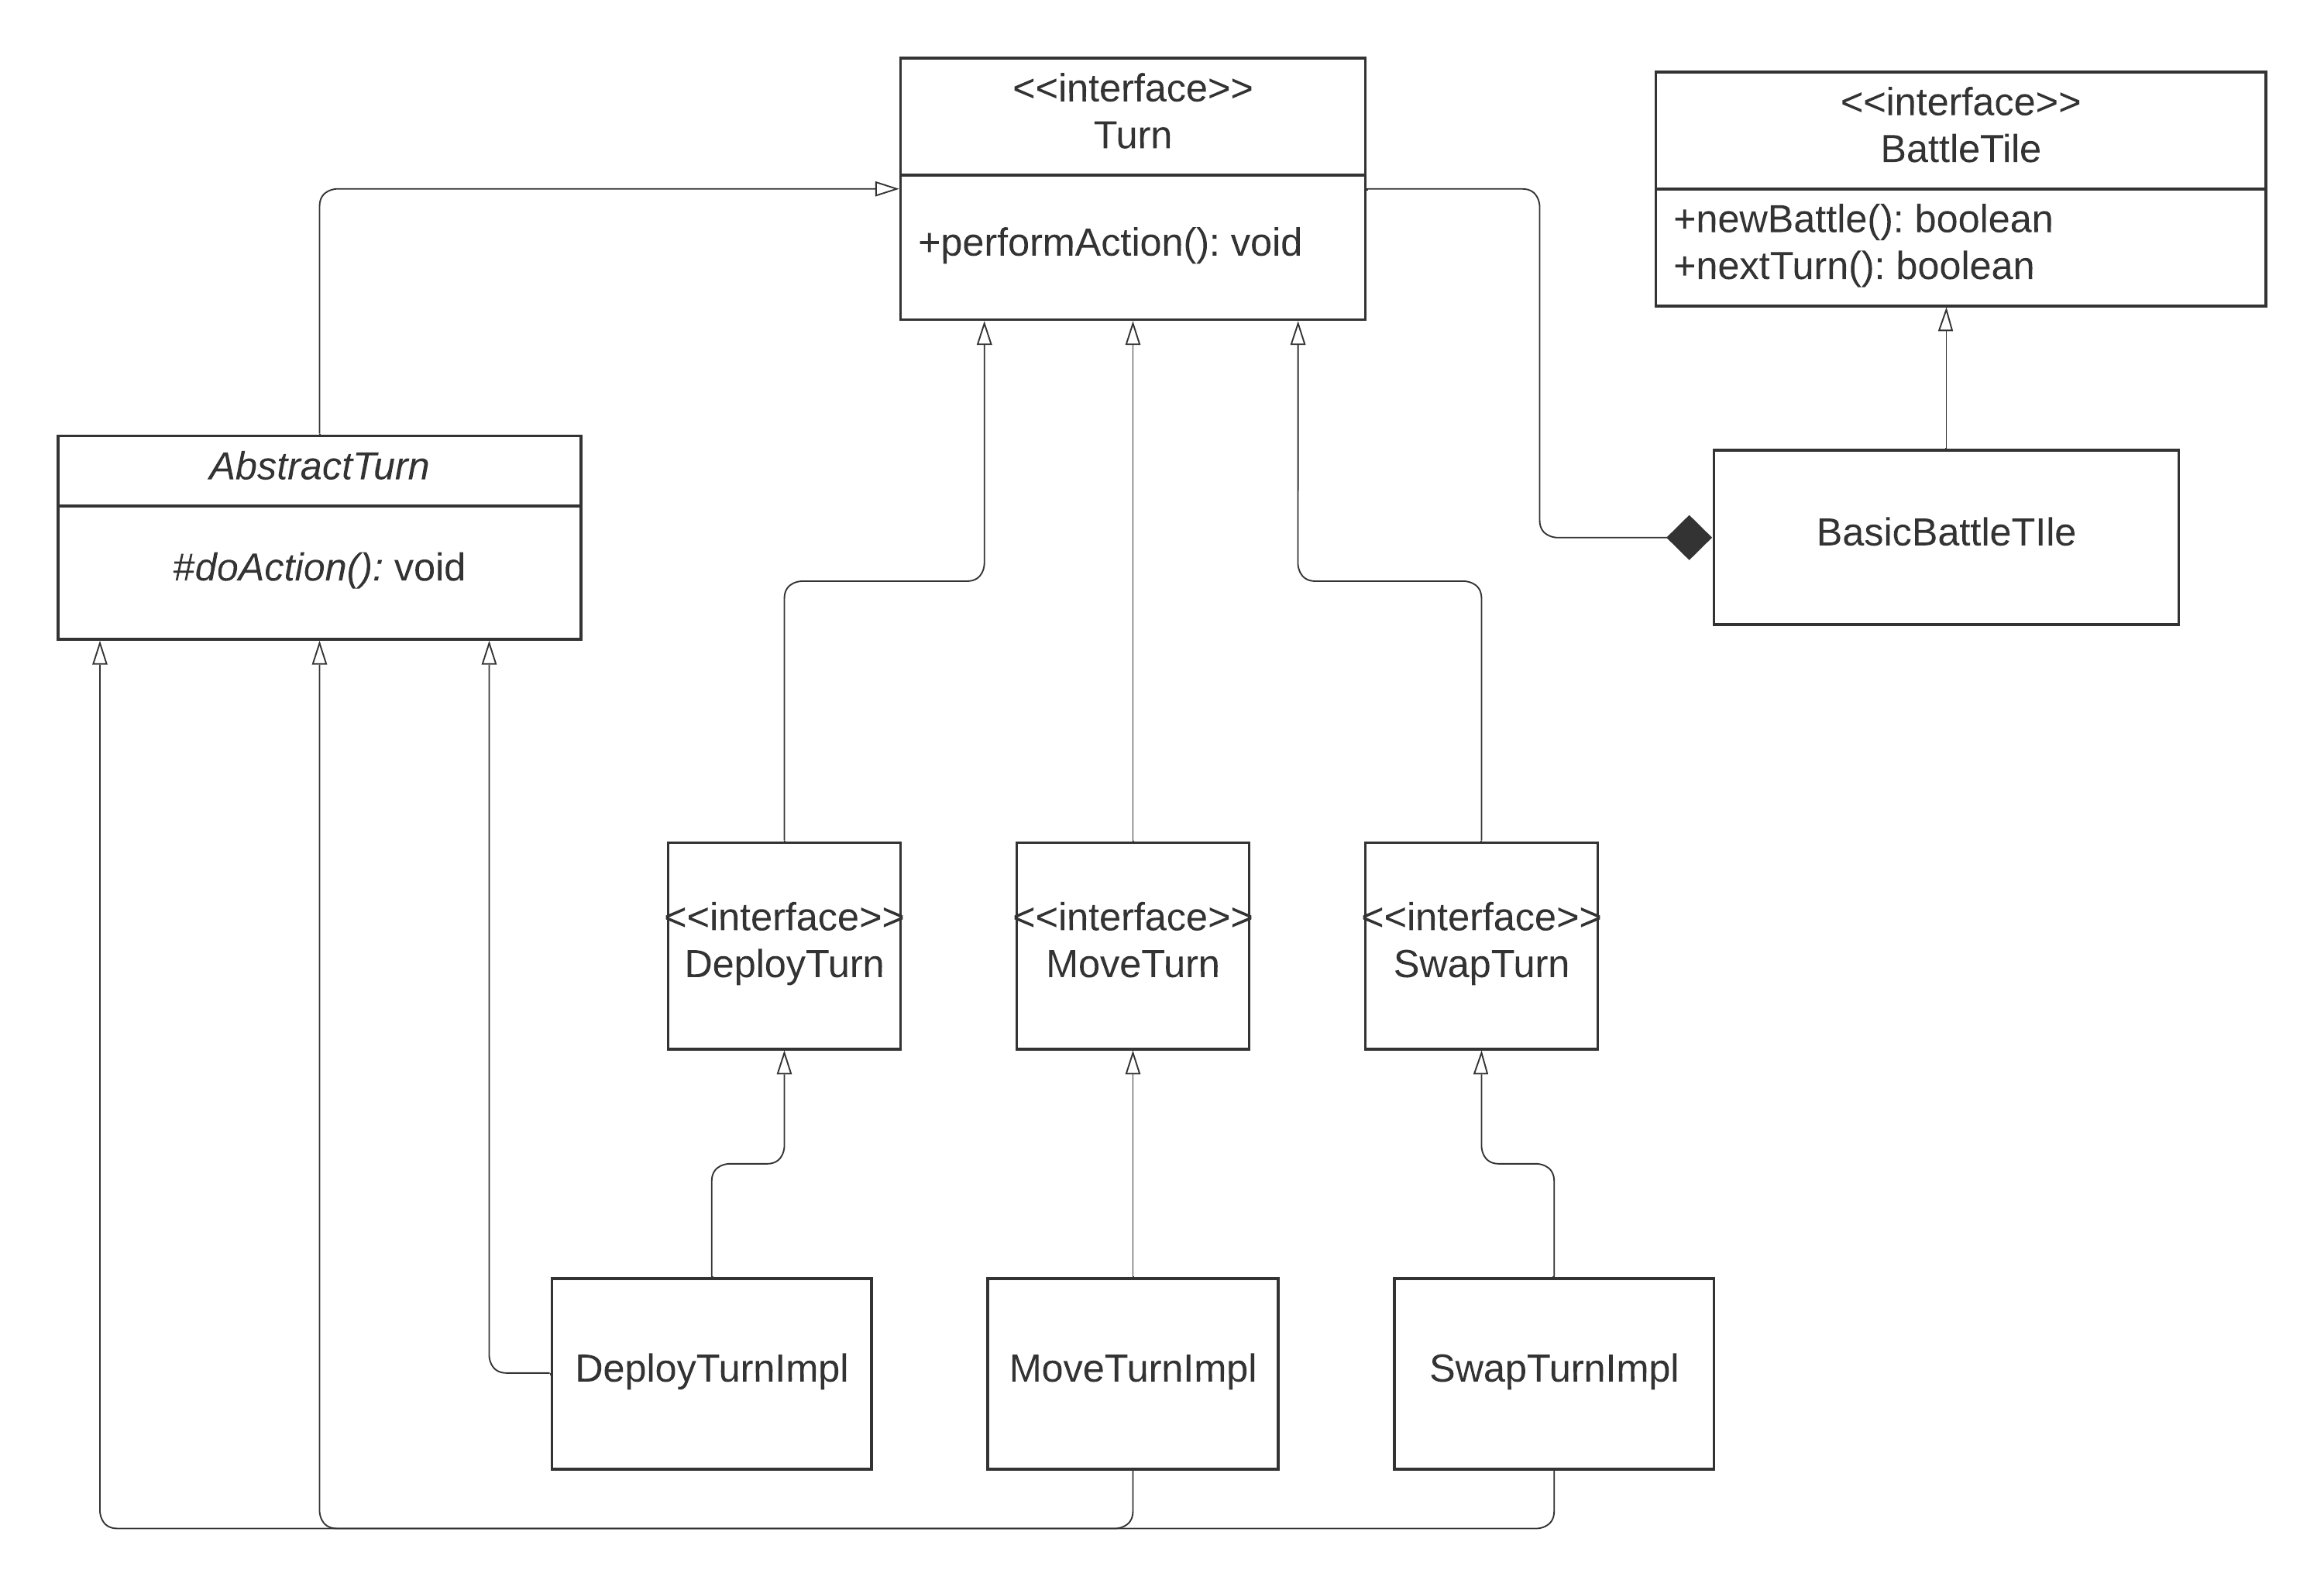 <<interface>>
Turn
+performAction(): void
<<interface>>
BattleTile
+newBattle(): boolean
+nextTurn(): boolean
AbstractTurn
#doAction(): void
BasicBattleTIle
<<interface>>
DeployTurn
<<interface>>
MoveTurn
<<interface>>
SwapTurn
DeployTurnImpl
MoveTurnImpl
SwapTurnImpl